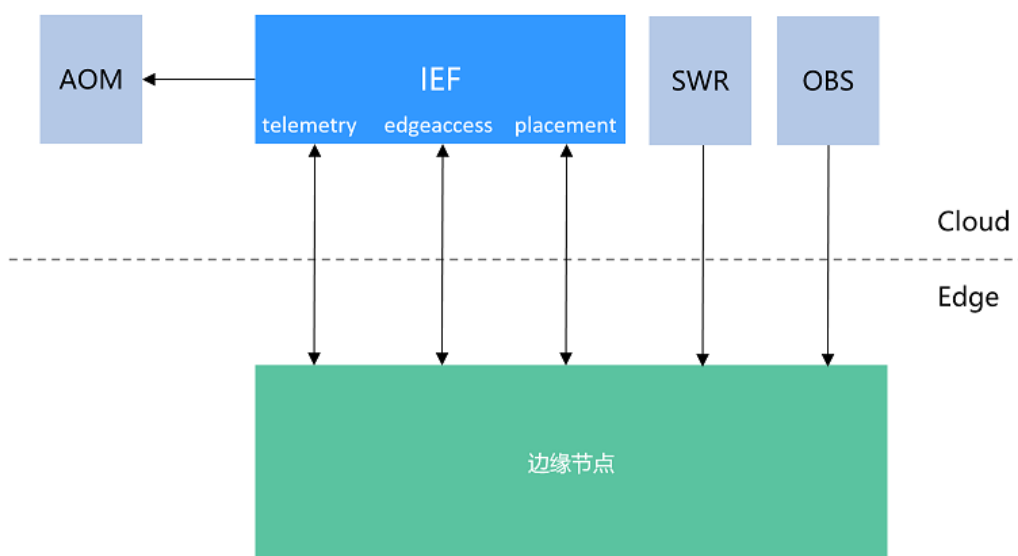 AOM
IEF
SWR
OBS
telemetry edgeaccess placement
Cloud
Edge
边缘节点